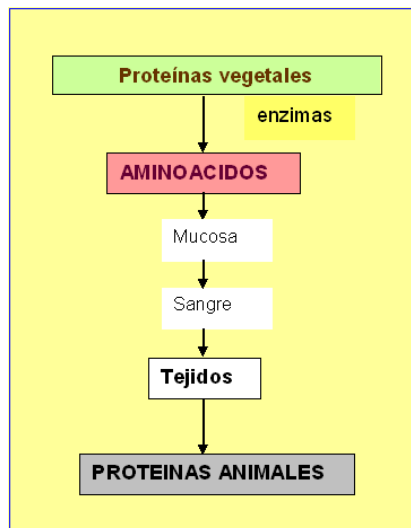 Proteínas vegetales
enzimas
AMINOACIDOS
Mucosa
Sangre
Tejidos
PROTEINAS ANIMALES